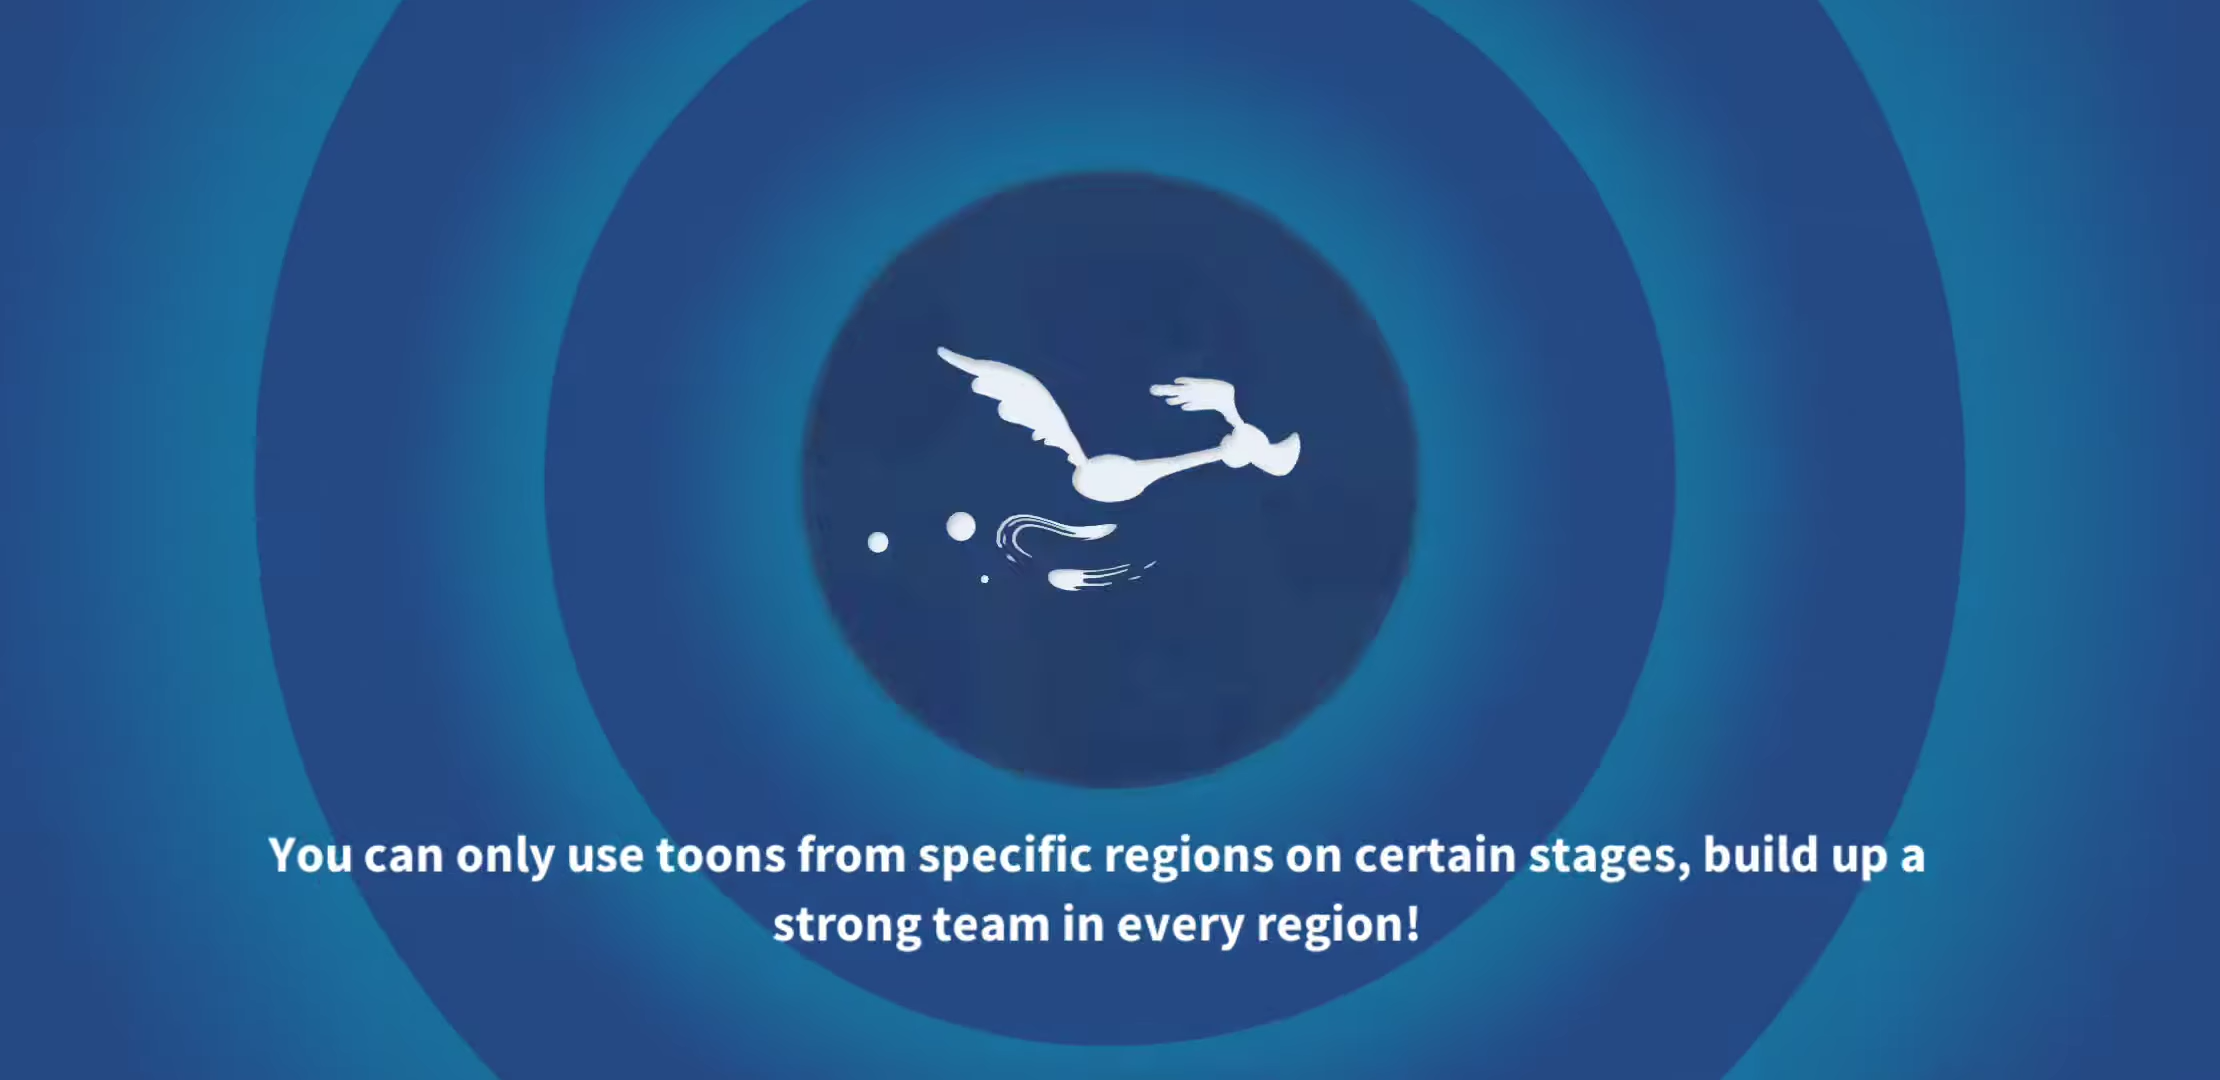 You can only use toons from specific regions on certain stages, build up a
strong team in every region!